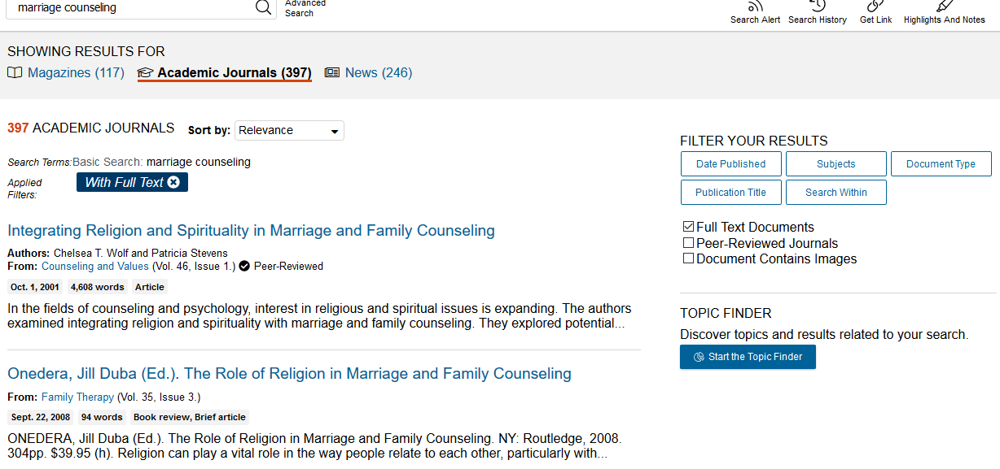 marriage counseling
Advanced
Search
Search Alert Search History Get Link Highlights And Notes
SHOWING RESULTS FOR
Magazines (117) Academic Journals (397) News (246)
397 ACADEMIC JOURNALS Sort by: Relevance
Search Terms:Basic Search: marriage counseling
Applied
Filters:
With Full Text
Integrating Religion and Spirituality in Marriage and Family Counseling
Authors: Chelsea T. Wolf and Patricia Stevens
From: Counseling and Values (Vol. 46, Issue 1.) Peer-Reviewed
Oct. 1, 2001 4,608 words Article
In the fields of counseling and psychology, interest in religious and spiritual issues is expanding. The authors
examined integrating religion and spirituality with marriage and family counseling. They explored potential...
Onedera, Jill Duba (Ed.). The Role of Religion in Marriage and Family Counseling
From: Family Therapy (Vol. 35, Issue 3.)
Sept. 22, 2008 94 words Book review, Brief article
ONEDERA, Jill Duba (Ed.). The Role of Religion in Marriage and Family Counseling. NY: Routledge, 2008.
304pp. $39.95 (h). Religion can play a vital role in the way people relate to each other, particularly with...
FILTER YOUR RESULTS
Date Published Subjects Document Type
Publication Title Search Within
Full Text Documents
Peer-Reviewed Journals
Document Contains Images
TOPIC FINDER
Discover topics and results related to your search.
Start the Topic Finder